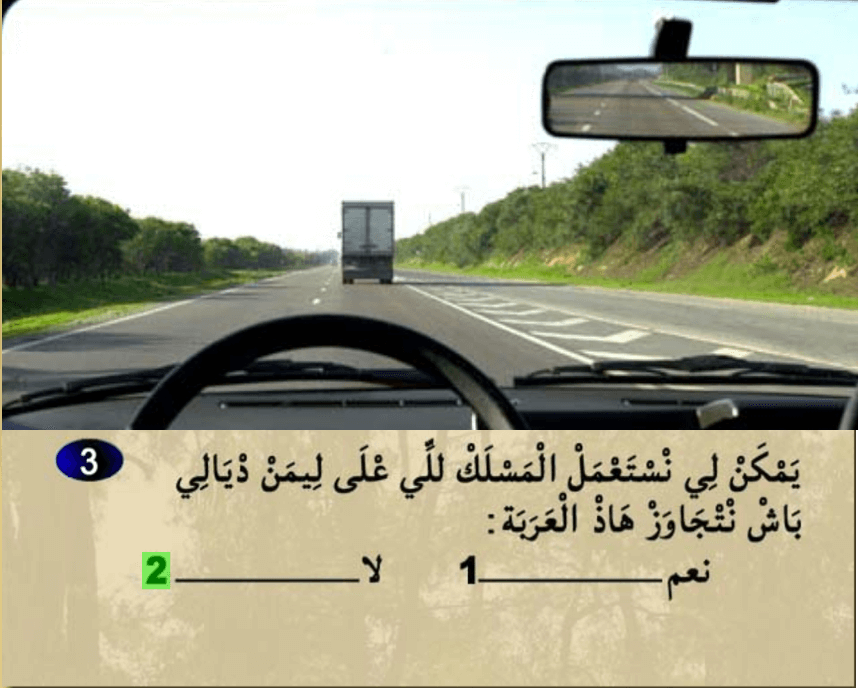 3
يَمْكَنْ لِي نْسْتَعْمَلْ الْمَسْلَكْ للِّي عْلَى لِيمَنْ دْيَالِي
بَاشْ نْتْجَاوَزْ هَاذْ الْعَرَبَة :
نعم 1 لا 2